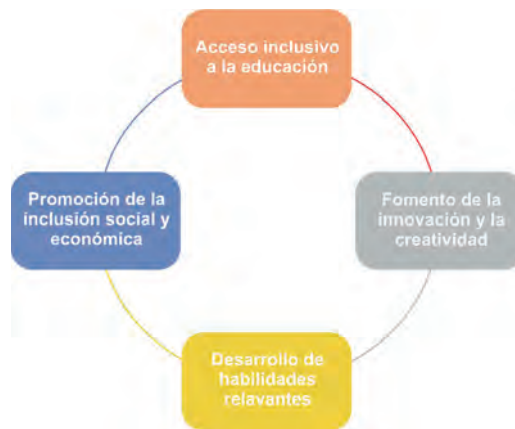 Acceso inclusivo
a la educación
Promoción de la
inclusión social y
económica
Fomento de la
innovación y la
creatividad
Desarrollo de
habilidades
relavantes